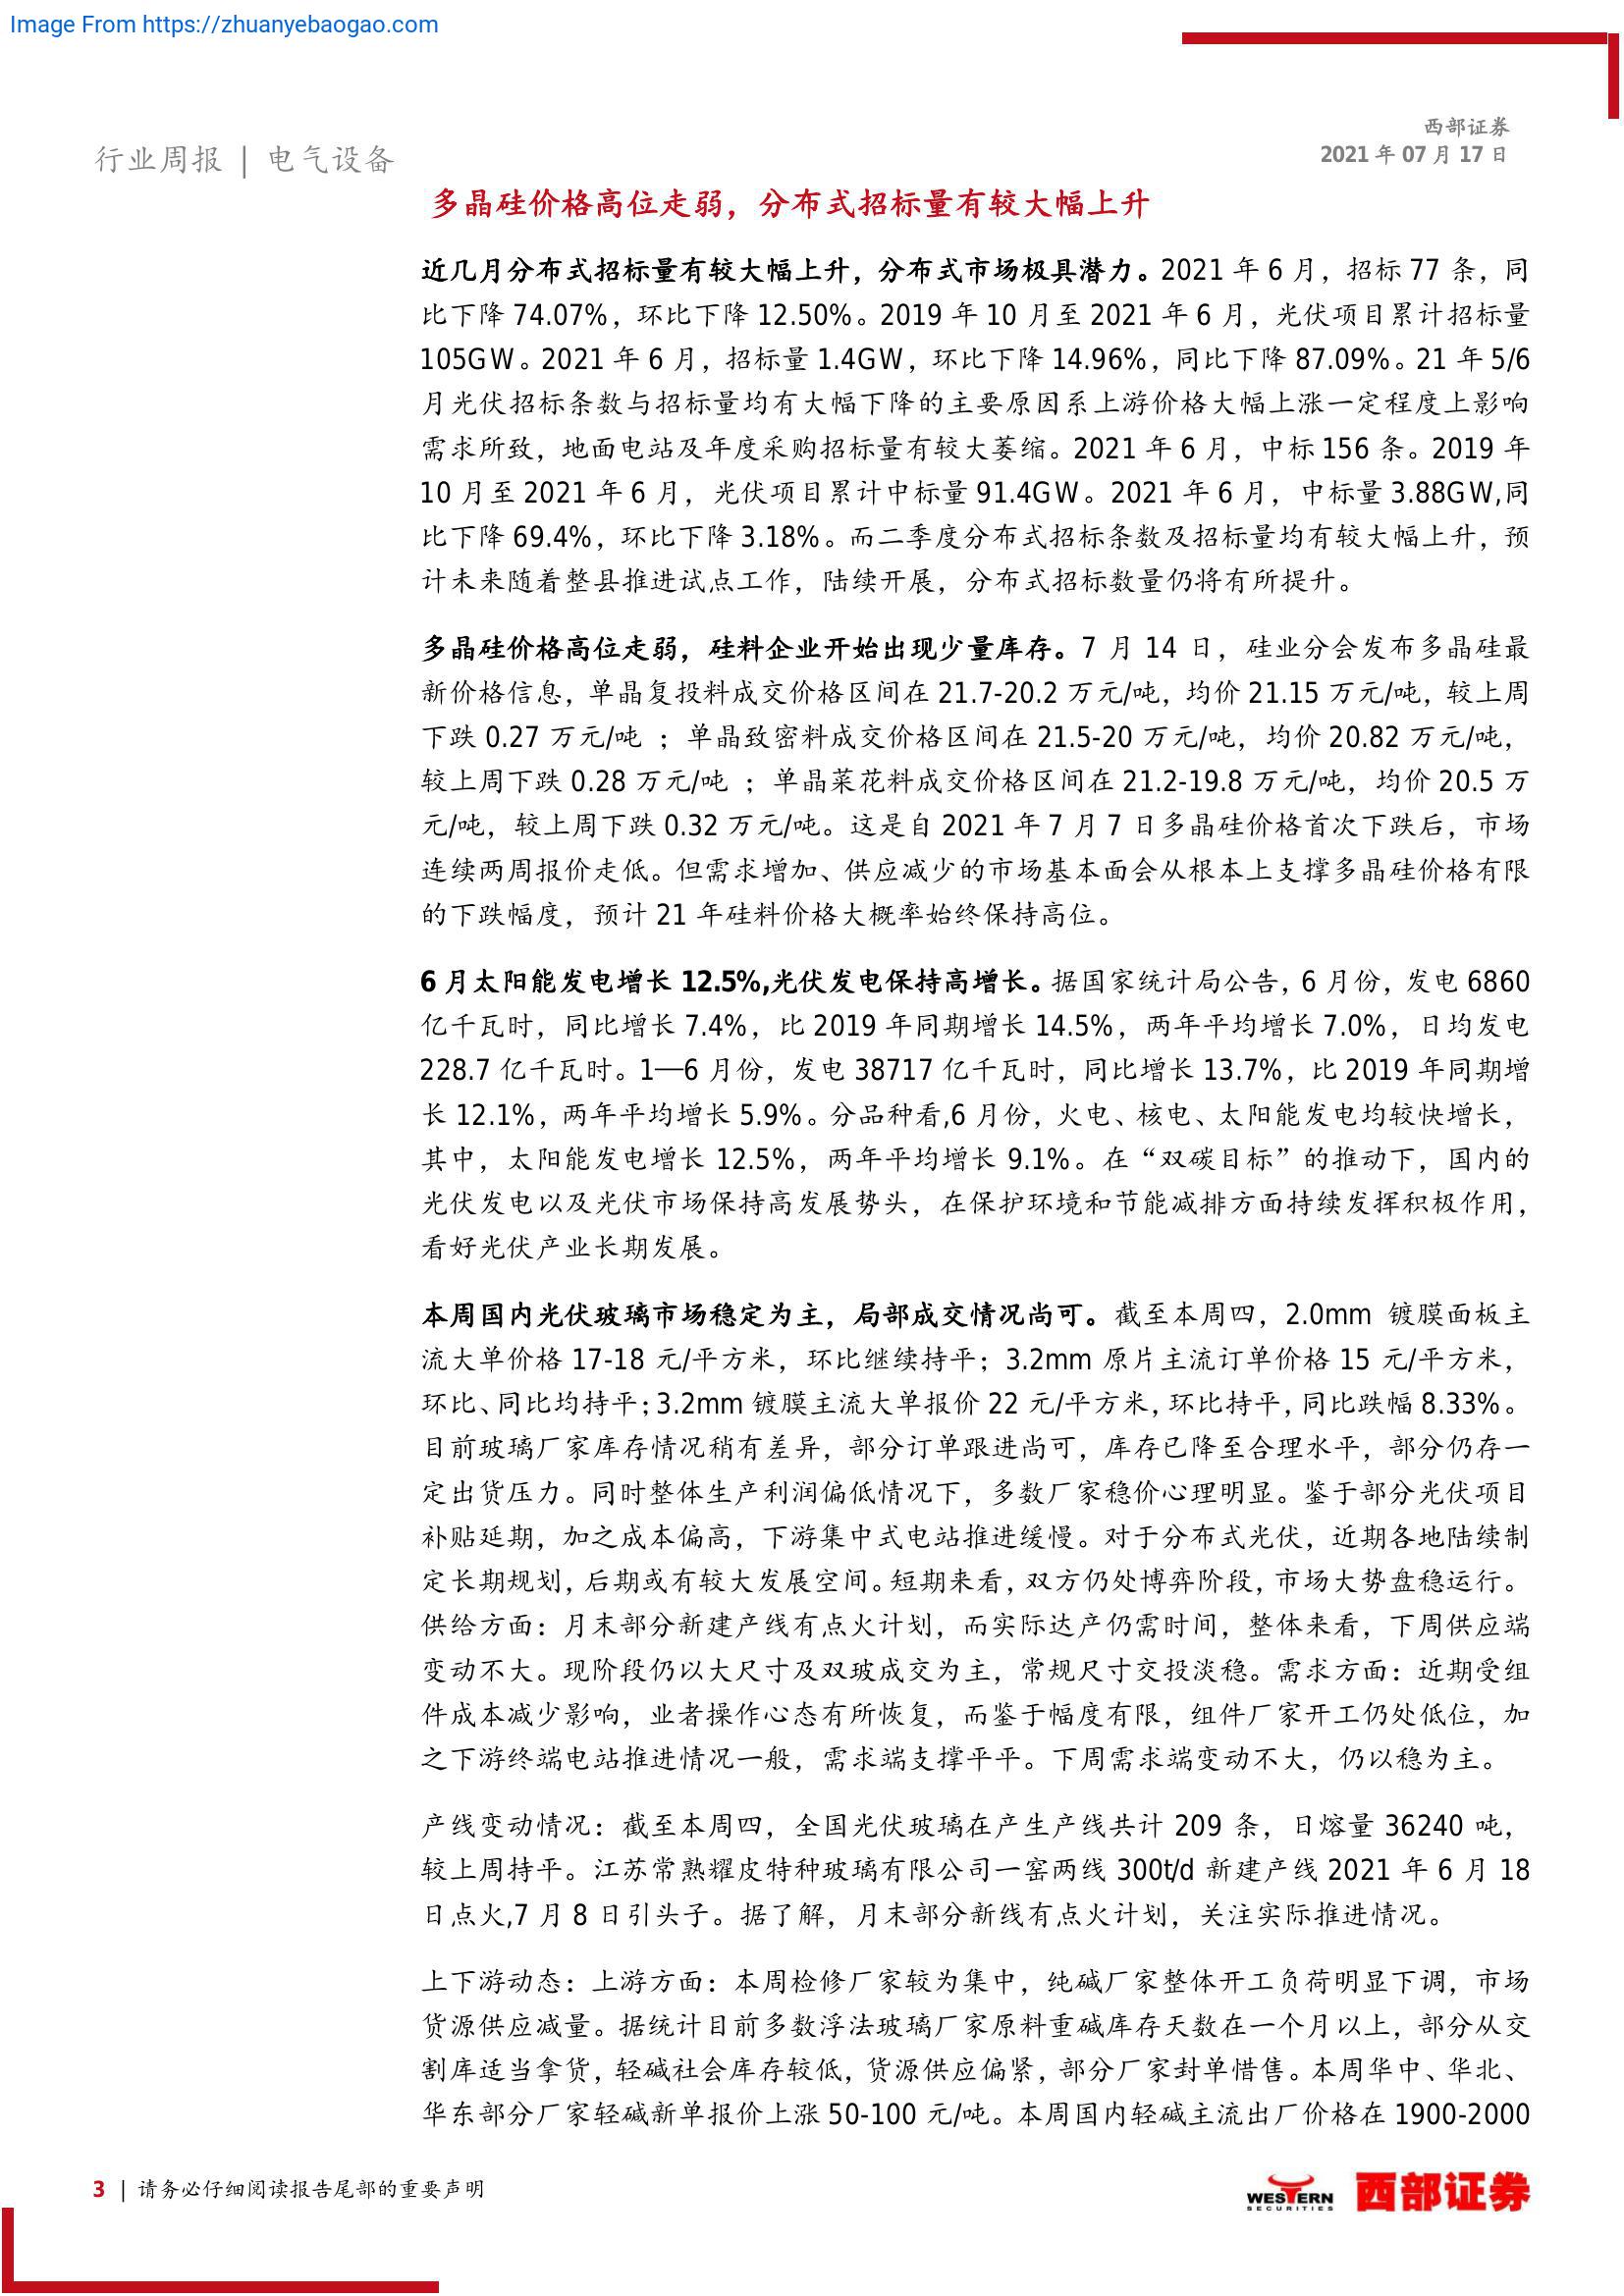 Image From https://zhuanyebaogao.com
西部证券
2021 年 07 月 17 日
行业周报 | 电气设备
多晶硅价格高位走弱，分布式招标量有较大幅上升
近几月分布式招标量有较大幅上升，分布式市场极具潜力。2021 年 6 月，招标 77 条，同
比下降 74.07%，环比下降 12.50%。2019 年 10 月至 2021 年 6 月，光伏项目累计招标量
105GW。2021 年 6 月，招标量 1.4GW，环比下降 14.96%，同比下降 87.09%。21 年 5/6
月光伏招标条数与招标量均有大幅下降的主要原因系上游价格大幅上涨一定程度上影响
需求所致，地面电站及年度采购招标量有较大萎缩。2021 年 6 月，中标 156 条。2019 年
10 月至 2021 年 6 月，光伏项目累计中标量 91.4GW。2021 年 6 月，中标量 3.88GW,同
比下降 69.4%，环比下降 3.18%。而二季度分布式招标条数及招标量均有较大幅上升，预
计未来随着整县推进试点工作，陆续开展，分布式招标数量仍将有所提升。
多晶硅价格高位走弱，硅料企业开始出现少量库存。7 月 14 日，硅业分会发布多晶硅最
新价格信息，单晶复投料成交价格区间在 21.7-20.2 万元/吨，均价 21.15 万元/吨，较上周
下跌 0.27 万元/吨 ；单晶致密料成交价格区间在 21.5-20 万元/吨，均价 20.82 万元/吨，
较上周下跌 0.28 万元/吨 ；单晶菜花料成交价格区间在 21.2-19.8 万元/吨，均价 20.5 万
元/吨，较上周下跌 0.32 万元/吨。这是自 2021 年 7 月 7 日多晶硅价格首次下跌后，市场
连续两周报价走低。但需求增加、供应减少的市场基本面会从根本上支撑多晶硅价格有限
的下跌幅度，预计 21 年硅料价格大概率始终保持高位。
6 月太阳能发电增长 12.5%,光伏发电保持高增长。据国家统计局公告，6 月份，发电 6860
亿千瓦时，同比增长 7.4%，比 2019 年同期增长 14.5%，两年平均增长 7.0%，日均发电
228.7 亿千瓦时。1—6 月份，发电 38717 亿千瓦时，同比增长 13.7%，比 2019 年同期增
长 12.1%，两年平均增长 5.9%。分品种看,6 月份，火电、核电、太阳能发电均较快增长，
其中，太阳能发电增长 12.5%，两年平均增长 9.1%。在“双碳目标”的推动下，国内的
光伏发电以及光伏市场保持高发展势头，在保护环境和节能减排方面持续发挥积极作用，
看好光伏产业长期发展。
本周国内光伏玻璃市场稳定为主，局部成交情况尚可。截至本周四，2.0mm 镀膜面板主
流大单价格 17-18 元/平方米，环比继续持平；3.2mm 原片主流订单价格 15 元/平方米，
环比、同比均持平；3.2mm 镀膜主流大单报价 22 元/平方米，环比持平，同比跌幅 8.33%。
目前玻璃厂家库存情况稍有差异，部分订单跟进尚可，库存已降至合理水平，部分仍存一
定出货压力。同时整体生产利润偏低情况下，多数厂家稳价心理明显。鉴于部分光伏项目
补贴延期，加之成本偏高，下游集中式电站推进缓慢。对于分布式光伏，近期各地陆续制
定长期规划，后期或有较大发展空间。短期来看，双方仍处博弈阶段，市场大势盘稳运行。
供给方面：月末部分新建产线有点火计划，而实际达产仍需时间，整体来看，下周供应端
变动不大。现阶段仍以大尺寸及双玻成交为主，常规尺寸交投淡稳。需求方面：近期受组
件成本减少影响，业者操作心态有所恢复，而鉴于幅度有限，组件厂家开工仍处低位，加
之下游终端电站推进情况一般，需求端支撑平平。下周需求端变动不大，仍以稳为主。
产线变动情况：截至本周四，全国光伏玻璃在产生产线共计 209 条，日熔量 36240 吨，
较上周持平。江苏常熟耀皮特种玻璃有限公司一窑两线 300t/d 新建产线 2021 年 6 月 18
日点火,7 月 8 日引头子。据了解，月末部分新线有点火计划，关注实际推进情况。
上下游动态：上游方面：本周检修厂家较为集中，纯碱厂家整体开工负荷明显下调，市场
货源供应减量。据统计目前多数浮法玻璃厂家原料重碱库存天数在一个月以上，部分从交
割库适当拿货，轻碱社会库存较低，货源供应偏紧，部分厂家封单惜售。本周华中、华北、
华东部分厂家轻碱新单报价上涨 50-100 元/吨。本周国内轻碱主流出厂价格在 1900-2000
3 | 请务必仔细阅读报告尾部的重要声明
WESTERN
SECURITIES
西部证券